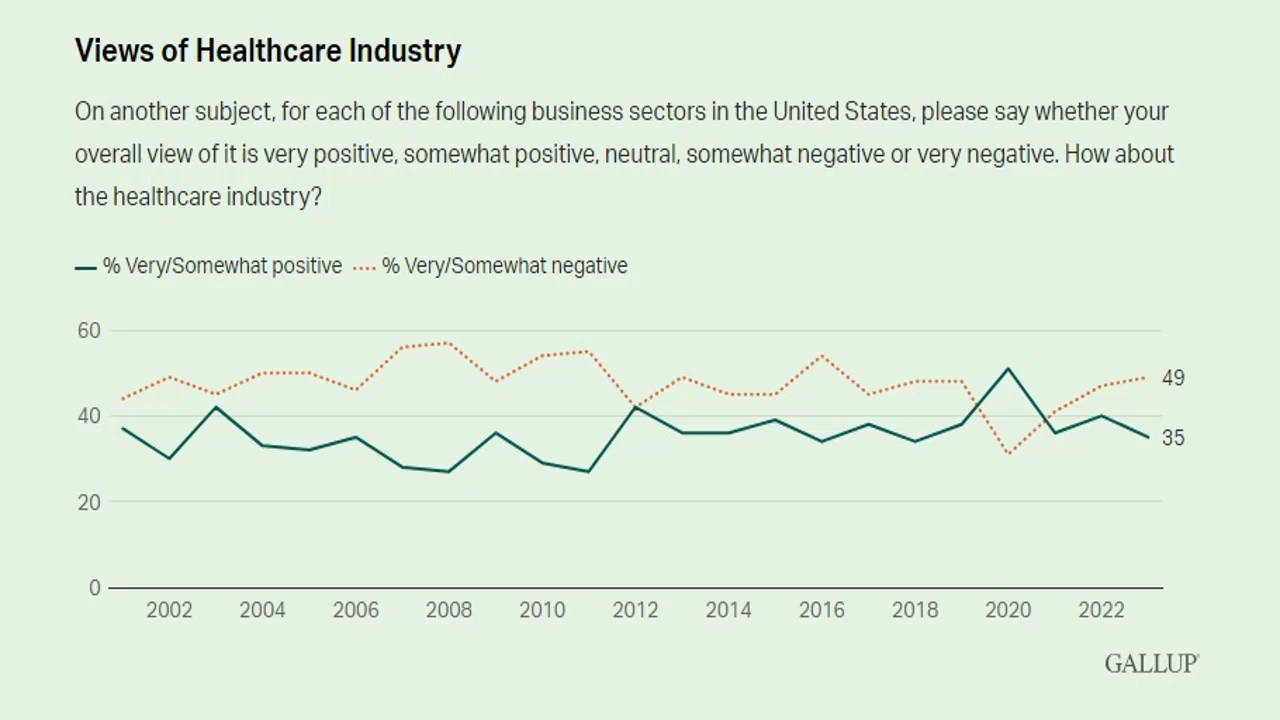 Views of Healthcare Industry
On another subject, for each of the following business sectors in the United States, please say whether your
overall view of it is very positive, somewhat positive, neutral, somewhat negative or very negative. How about
the healthcare industry?
% Very/Somewhat positive % Very/Somewhat negative
60
49
40
35
20
0
2002 2004 2006 2008 2010 2012 2014 2016 2018 2020 2022
GALLUP